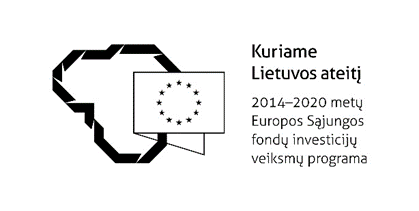 Kuriame
Lietuvos ateitį
2014–2020 metų
Europos Sąjungos
fondų investicijų
veiksmų programa